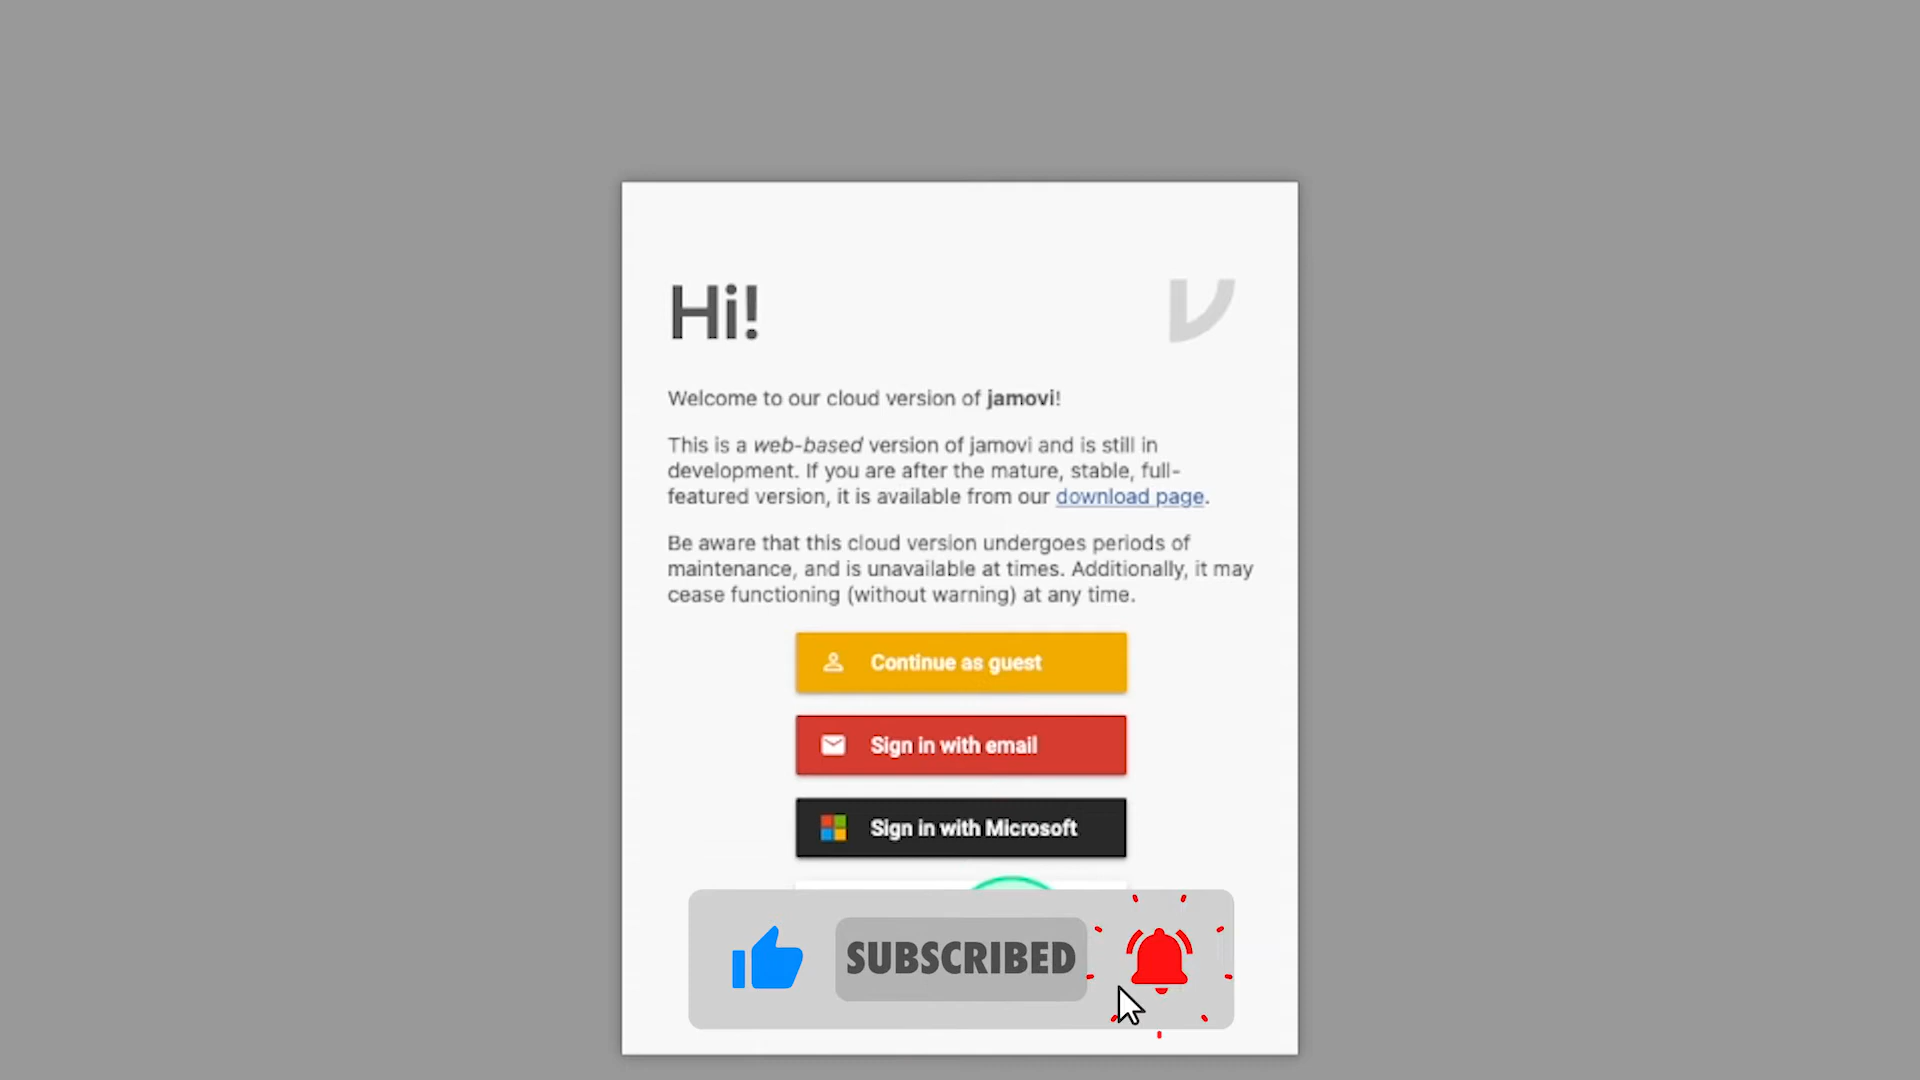 Hi!
Welcome to our cloud version of jamovi!
This is a web-based version of jamovi and is still in
development. If you are after the mature, stable, full-
featured version, it is available from our download page.
Be aware that this cloud version undergoes periods of
maintenance, and is unavailable at times. Additionally, it may
cease functioning (without warning) at any time.
Continue as guest
Sign in with email
Sign in with Microsoft
SUBSCRIBED